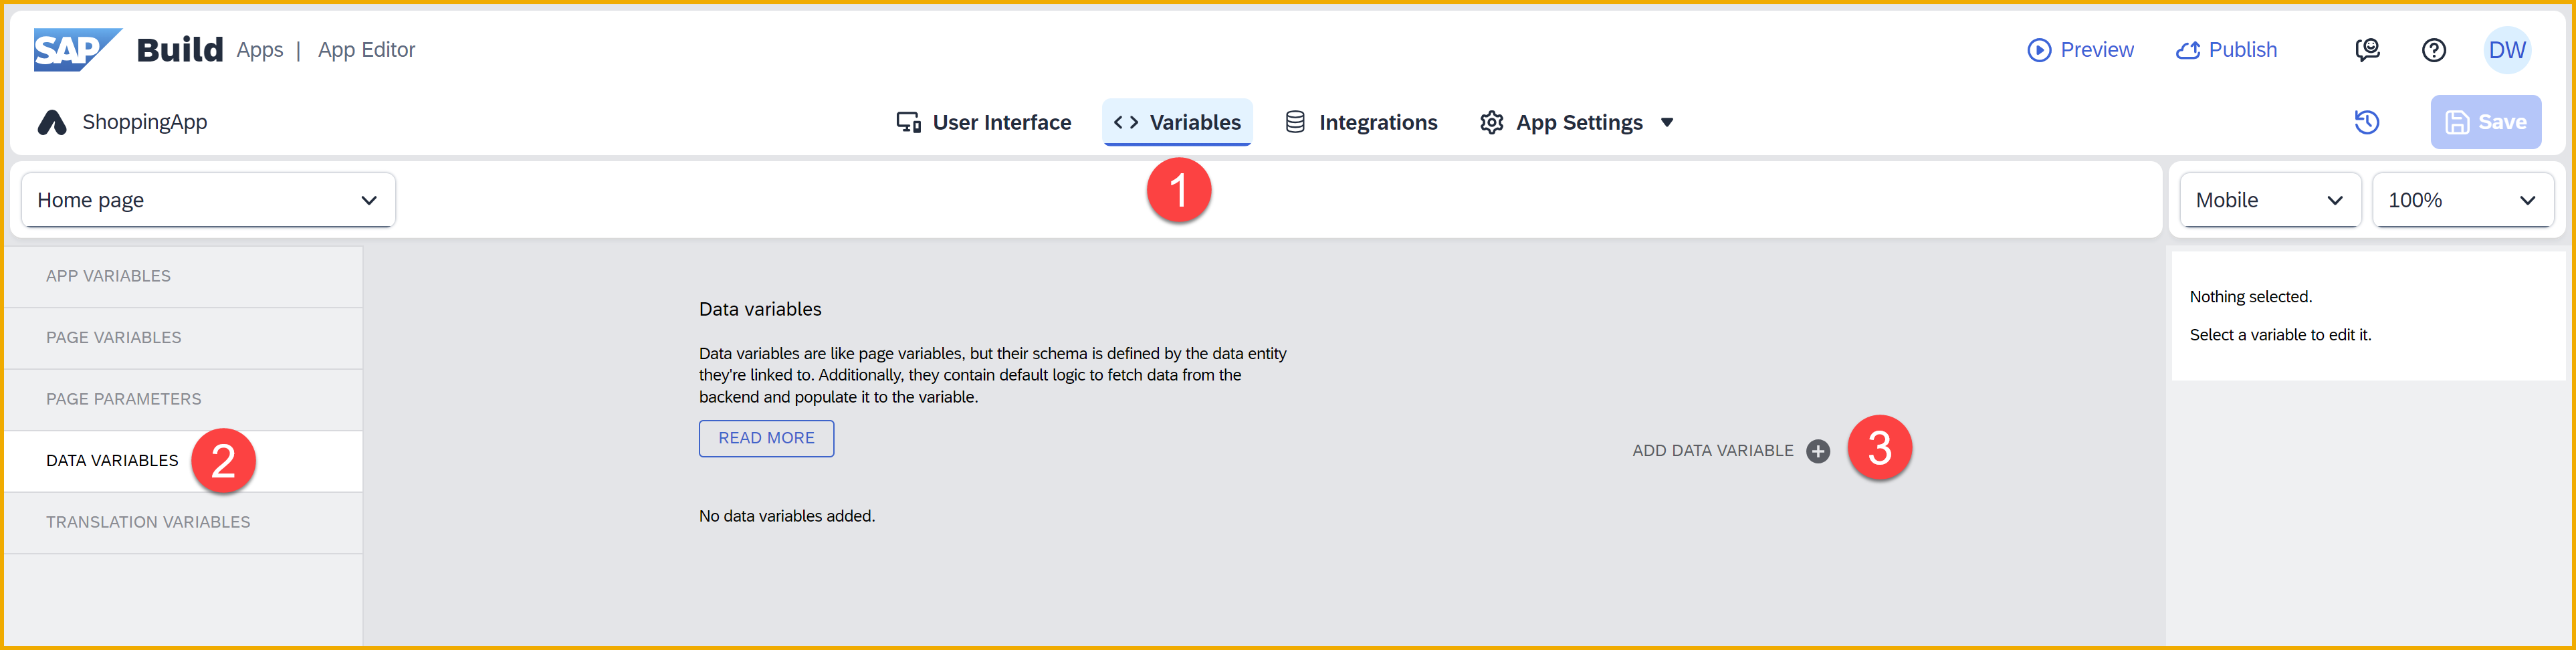 SAP Build Apps | App Editor
Preview
Publish
DW
ShoppingApp
User Interface
Variables
Integrations
App Settings
Save
1
Home page
Mobile
100%
APP VARIABLES
PAGE VARIABLES
PAGE PARAMETERS
DATA VARIABLES
2
TRANSLATION VARIABLES
Data variables
Data variables are like page variables, but their schema is defined by the data entity
they're linked to. Additionally, they contain default logic to fetch data from the
backend and populate it to the variable.
READ MORE
ADD DATA VARIABLE
3
No data variables added.
Nothing selected.
Select a variable to edit it.